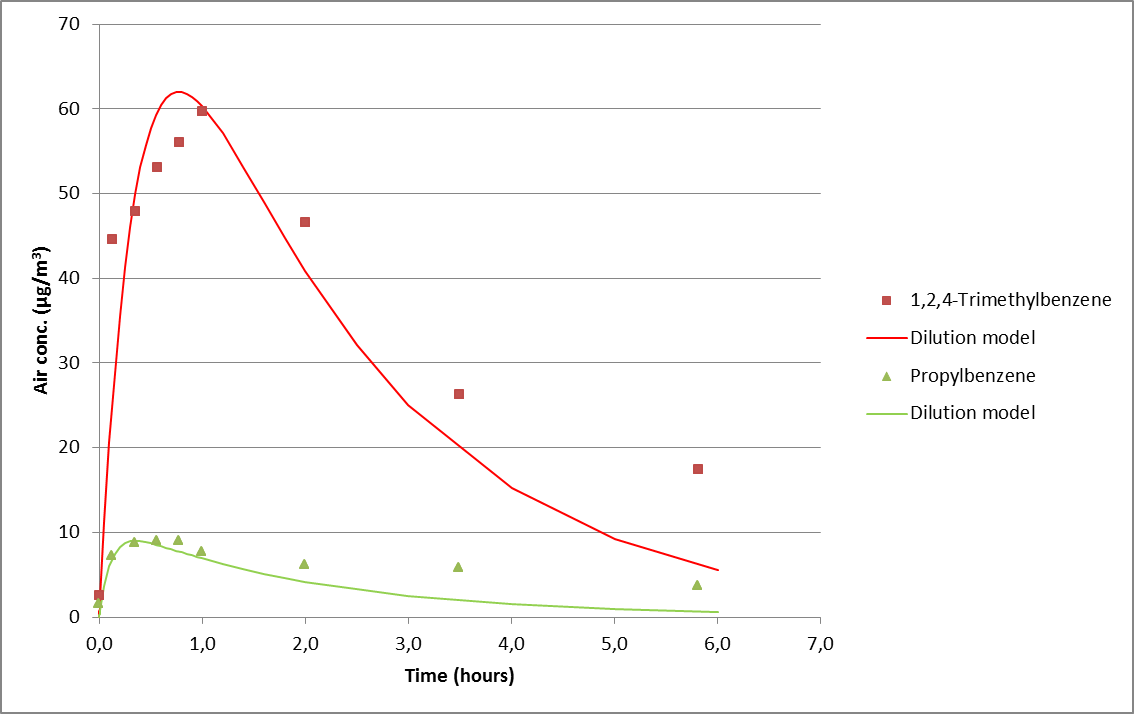 70
60
50
40
30
20
10
0
Air conc. (µg/m³)
0,0 1,0 2,0 3,0 4,0 5,0 6,0 7,0
Time (hours)
1,2,4-Trimethylbenzene
Dilution model
Propylbenzene
Dilution model